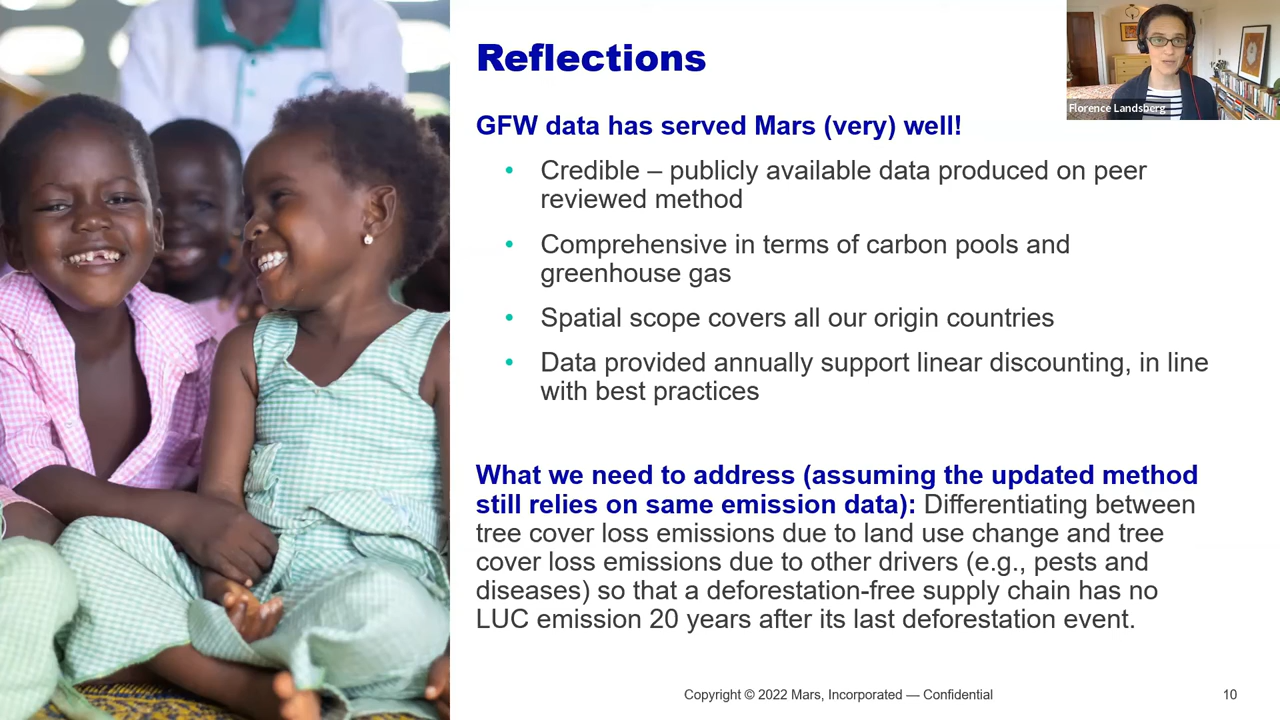 Reflections
Florence Landsberg
GFW data has served Mars (very) well!
• Credible – publicly available data produced on peer
reviewed method
• Comprehensive in terms of carbon pools and
greenhouse gas
• Spatial scope covers all our origin countries
• Data provided annually support linear discounting, in line
with best practices
What we need to address (assuming the updated method
still relies on same emission data): Differentiating between
tree cover loss emissions due to land use change and tree
cover loss emissions due to other drivers (e.g., pests and
diseases) so that a deforestation-free supply chain has no
LUC emission 20 years after its last deforestation event.
Copyright © 2022 Mars, Incorporated — Confidential
10